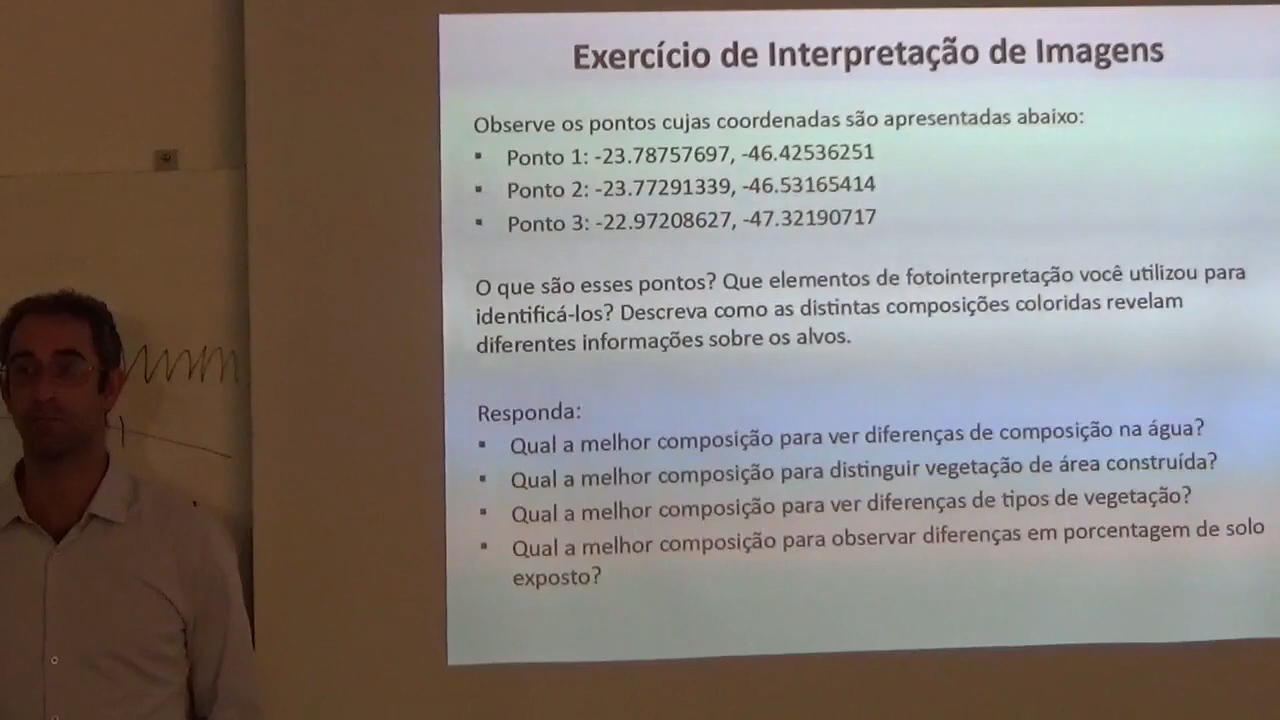 Exercício de Interpretação de Imagens
Observe os pontos cujas coordenadas são apresentadas abaixo:
▪ Ponto 1: -23.78757697, -46.42536251
▪ Ponto 2: -23.77291339, -46.53165414
▪ Ponto 3: -22.97208627, -47.32190717
O que são esses pontos? Que elementos de fotointerpretação você utilizou para
identificá-los? Descreva como as distintas composições coloridas revelam
diferentes informações sobre os alvos.
Responda:
▪ Qual a melhor composição para ver diferenças de composição na água?
▪ Qual a melhor composição para distinguir vegetação de área construída?
▪ Qual a melhor composição para ver diferenças de tipos de vegetação?
▪ Qual a melhor composição para observar diferenças em porcentagem de solo
exposto?